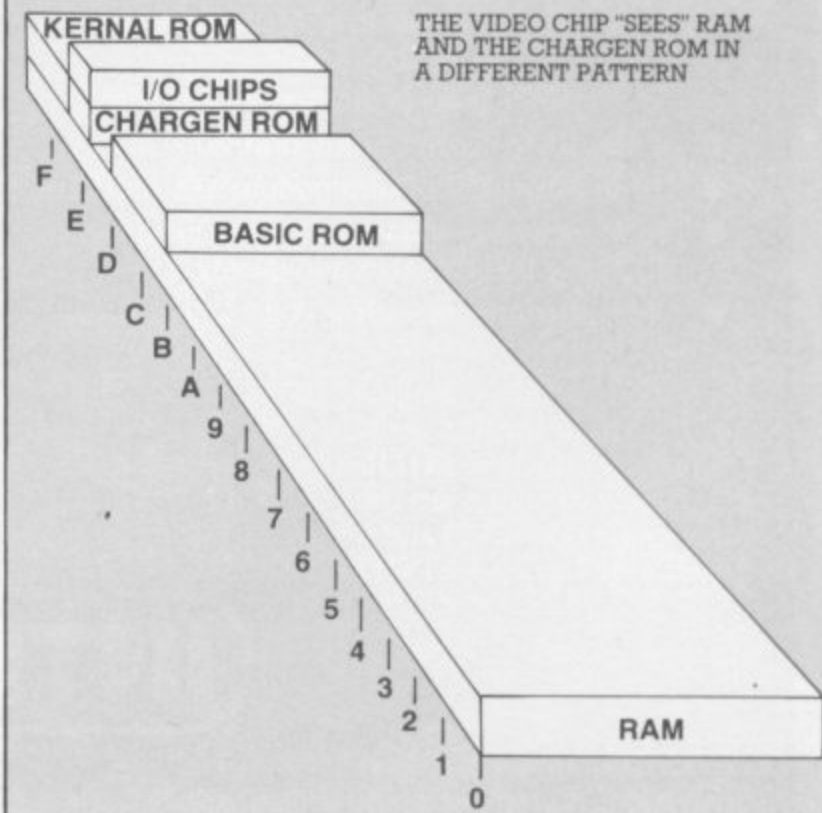 KERNAL ROM
THE VIDEO CHIP "SEES" RAM
AND THE CHARGEN ROM IN
A DIFFERENT PATTERN
I/O CHIPS
CHARGEN ROM
BASIC ROM
F
E
D
C
B
A
9
8
7
6
5
4
3
2
1
0
RAM